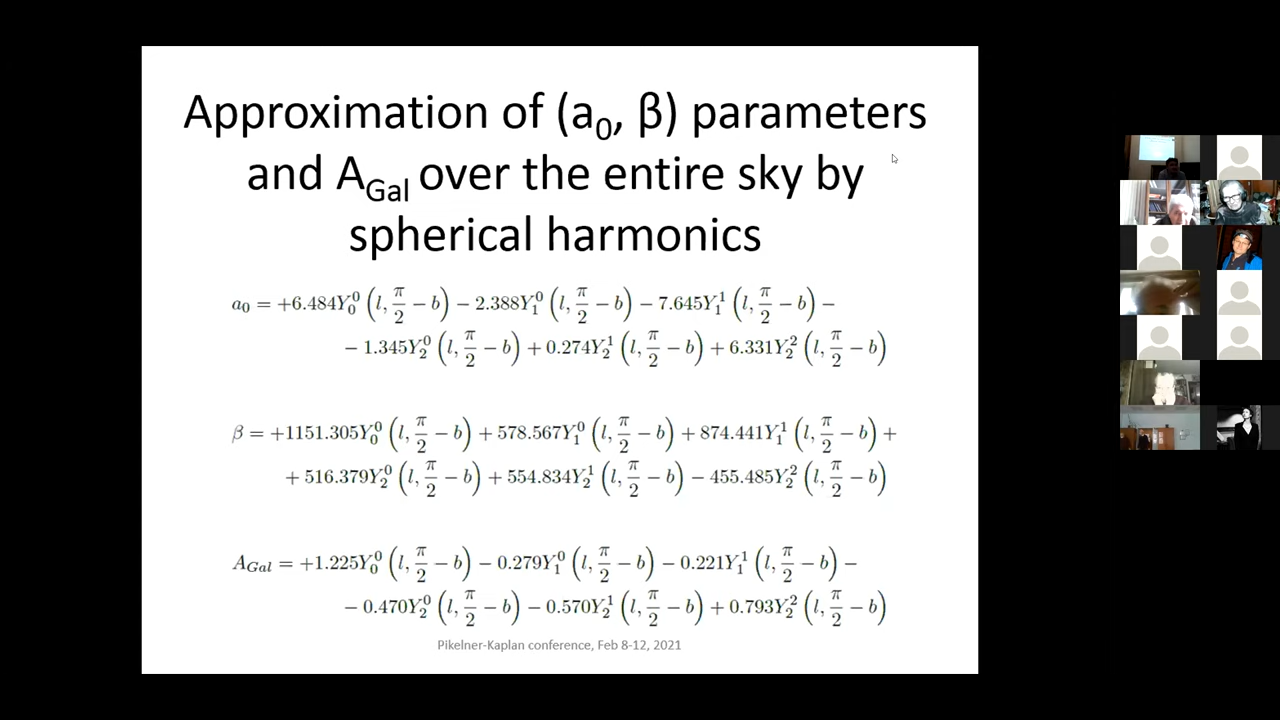 Approximation of (a₀, β) parameters
and A_Gal over the entire sky by
spherical harmonics
a₀ = +6.484Y₀⁰ (l, π/2 − b) − 2.388Y₁⁰ (l, π/2 − b) − 7.645Y₁¹ (l, π/2 − b) −
− 1.345Y₂⁰ (l, π/2 − b) + 0.274Y₂¹ (l, π/2 − b) + 6.331Y₂² (l, π/2 − b)
β = +1151.305Y₀⁰ (l, π/2 − b) + 578.567Y₁⁰ (l, π/2 − b) + 874.441Y₁¹ (l, π/2 − b) +
+ 516.379Y₂⁰ (l, π/2 − b) + 554.834Y₂¹ (l, π/2 − b) − 455.485Y₂² (l, π/2 − b)
A_Gal = +1.225Y₀⁰ (l, π/2 − b) − 0.279Y₁⁰ (l, π/2 − b) − 0.221Y₁¹ (l, π/2 − b) −
− 0.470Y₂⁰ (l, π/2 − b) − 0.570Y₂¹ (l, π/2 − b) + 0.793Y₂² (l, π/2 − b)
Pikelner-Kaplan conference, Feb 8-12, 2021